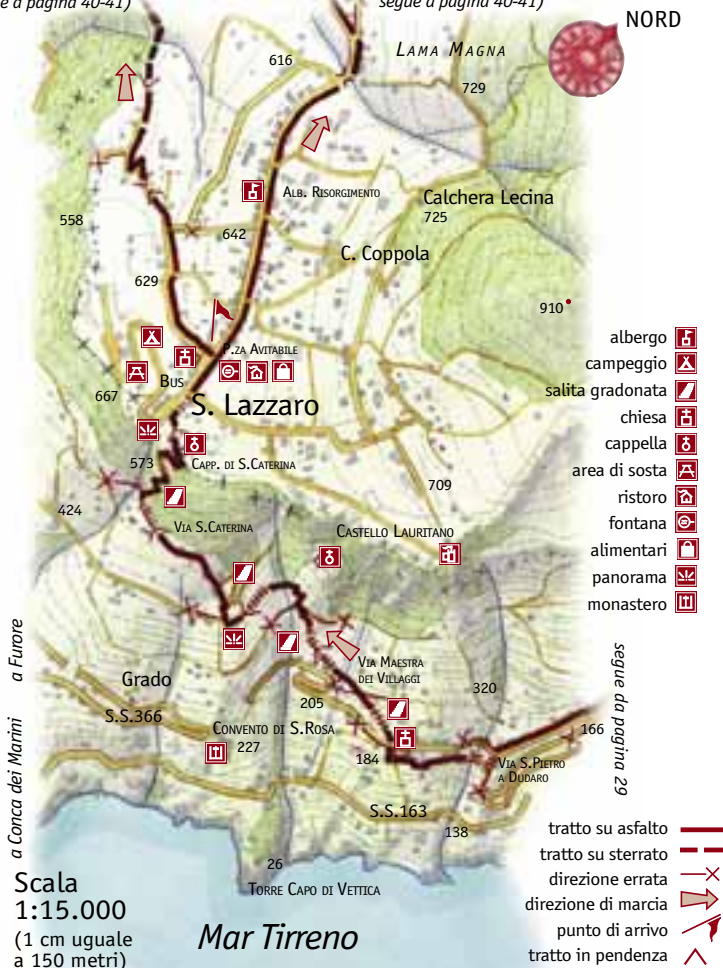 e a pagina 40-41)
segue a pagina 40-41)
NORD
LAMA MAGNA
616
729
ALB. RISORGIMENTO
Calchera Lecina
725
558
642
C. Coppola
629
910
P.ZA AVITABILE
BUS
667
S. Lazzaro
573
CAPP. DI S.CATERINA
709
424
VIA S.CATERINA
CASTELLO LAURITANO
a Furore
Grado
VIA MAESTRA
DEI VILLAGGI
320
205
S.S.366
CONVENTO DI S.ROSA
227
166
184
VIA S.PIETRO
A DUDARO
segue da pagina 29
a Conca dei Marini
S.S.163
138
26
TORRE CAPO DI VETTICA
Mar Tirreno
Scala
1:15.000
(1 cm uguale
a 150 metri)
albergo
campeggio
salita gradonata
chiesa
cappella
area di sosta
ristoro
fontana
alimentari
panorama
monastero
tratto su asfalto
tratto su sterrato
direzione errata
direzione di marcia
punto di arrivo
tratto in pendenza